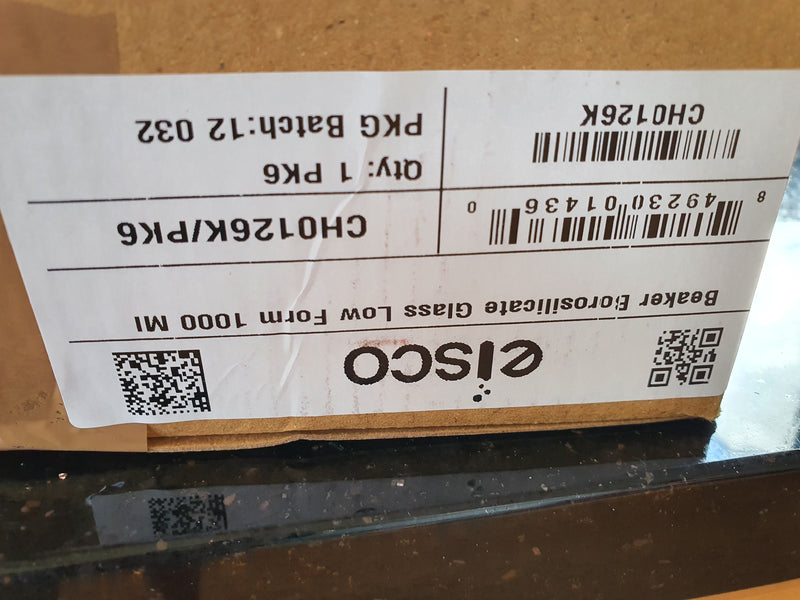 eisco
Beaker Borosilicate Glass Low Form 1000 Ml
8 49230 01436 0
CH0126K/PK6
CH0126K
Qty: 1 PK6
PKG Batch:12 032